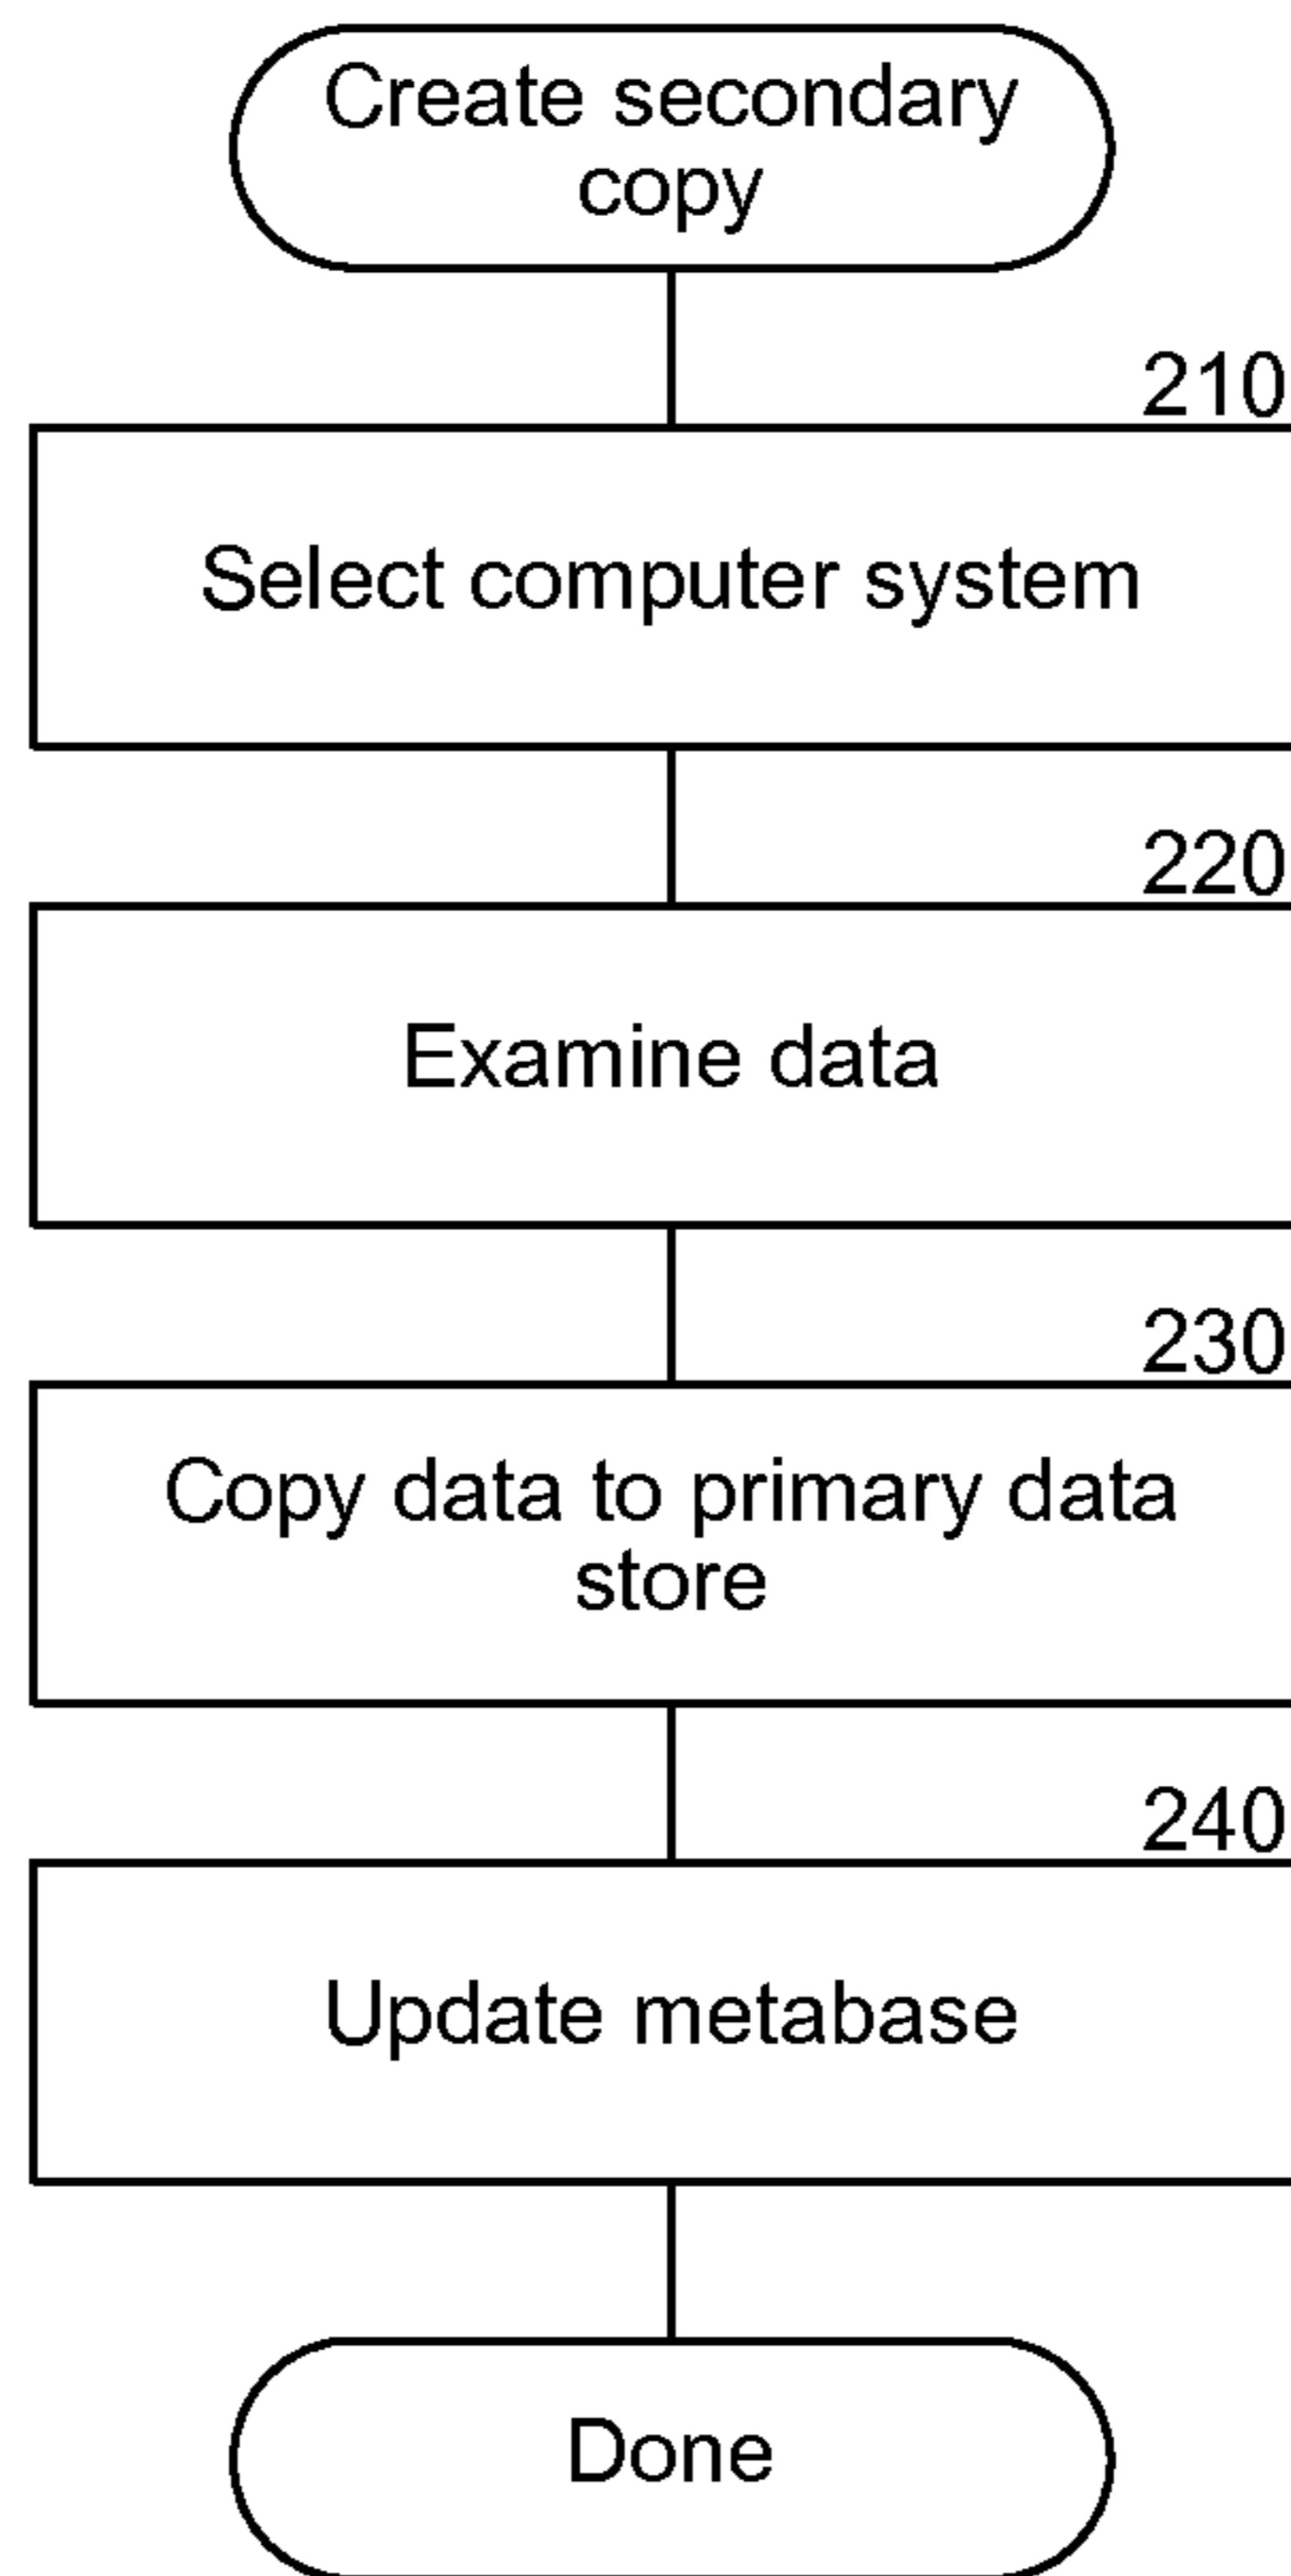 Create secondary
copy
210
Select computer system
220
Examine data
230
Copy data to primary data
store
240
Update metabase
Done